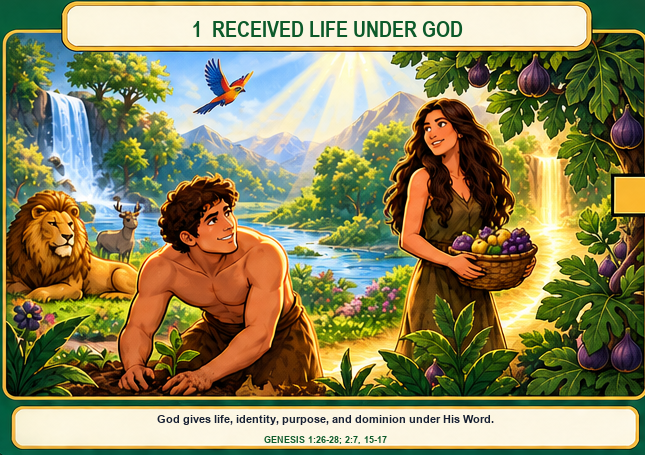 1 RECEIVED LIFE UNDER GOD
God gives life, identity, purpose, and dominion under His Word.
GENESIS 1:26-28; 2:7, 15-17